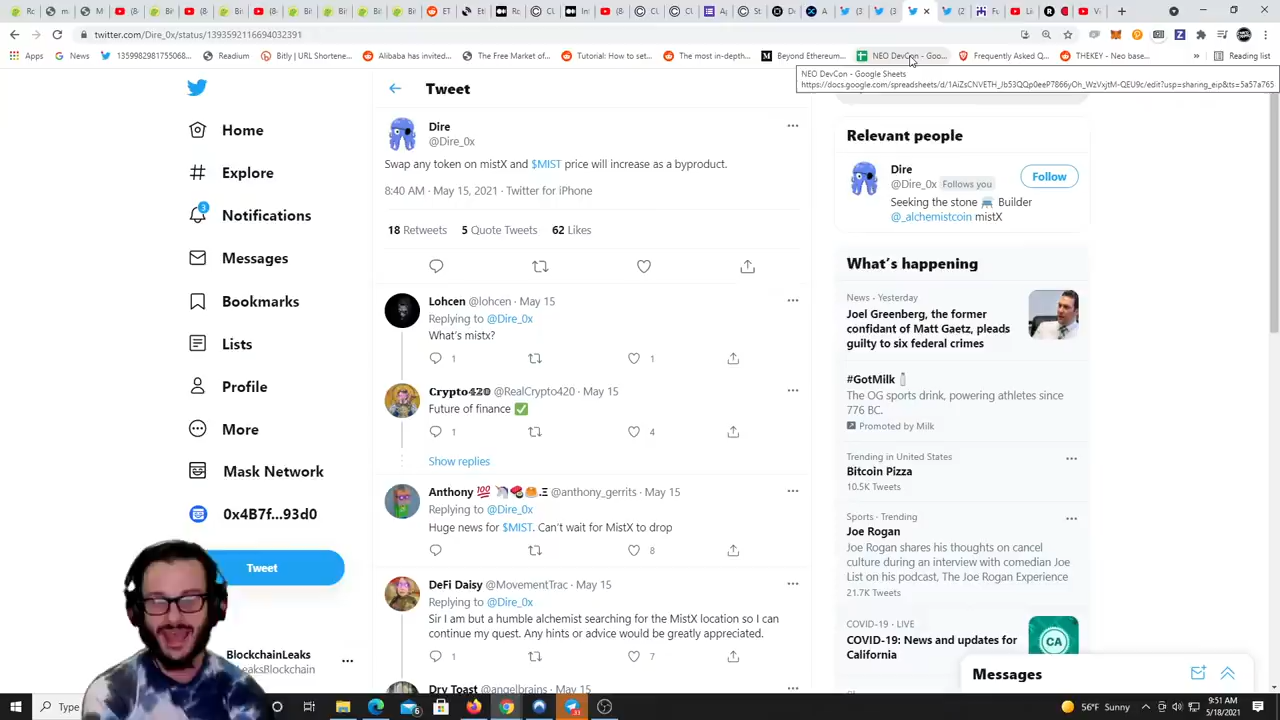 twitter.com/Dire_0x/status/1393592116694032391
Apps
News
1359982981755068...
Readium
Bitly | URL Shortene...
Alibaba has invited...
The Free Market of...
Tutorial: How to set...
The most in-depth...
Beyond Ethereum...
NEO DevCon - Goo...
Frequently Asked Q...
THEKEY - Neo base...
»
Reading list
NEO DevCon - Google Sheets
Home
Explore
3
Notifications
Messages
Bookmarks
Lists
Profile
More
Mask Network
0x4B7f...93d0
Tweet
BlockchainLeaks
Tweet
Dire
@Dire_0x
Swap any token on mistX and $MIST price will increase as a byproduct.
8:40 AM · May 15, 2021 · Twitter for iPhone
18 Retweets 5 Quote Tweets 62 Likes
Lohcen @lohcen · May 15
Replying to @Dire_0x
What's mistx?
1 1
Crypto420 @RealCrypto420 · May 15
Future of finance ✅
1 4
Show replies
Anthony 💯 🦄🍣🥞.Ξ @anthony_gerrits · May 15
Replying to @Dire_0x
Huge news for $MIST. Can't wait for MistX to drop
8
DeFi Daisy @MovementTrac · May 15
Replying to @Dire_0x
Sir I am but a humble alchemist searching for the MistX location so I can
continue my quest. Any hints or advice would be greatly appreciated.
1 7
Dry Toast @angelbrains · May 15
Relevant people
Dire
@Dire_0x Follows you
Follow
Seeking the stone Builder
@_alchemistcoin mistX
What's happening
News · Yesterday
Joel Greenberg, the former
confidant of Matt Gaetz, pleads
guilty to six federal crimes
#GotMilk
The OG sports drink, powering athletes since
776 BC.
Promoted by Milk
Trending in United States
Bitcoin Pizza
10.5K Tweets
Sports · Trending
Joe Rogan
Joe Rogan shares his thoughts on cancel
culture during an interview with comedian Joe
List on his podcast, The Joe Rogan Experience
21.7K Tweets
COVID-19 · LIVE
COVID-19: News and updates for
California
CA
Messages
Type
56°F Sunny
9:51 AM
5/18/2021